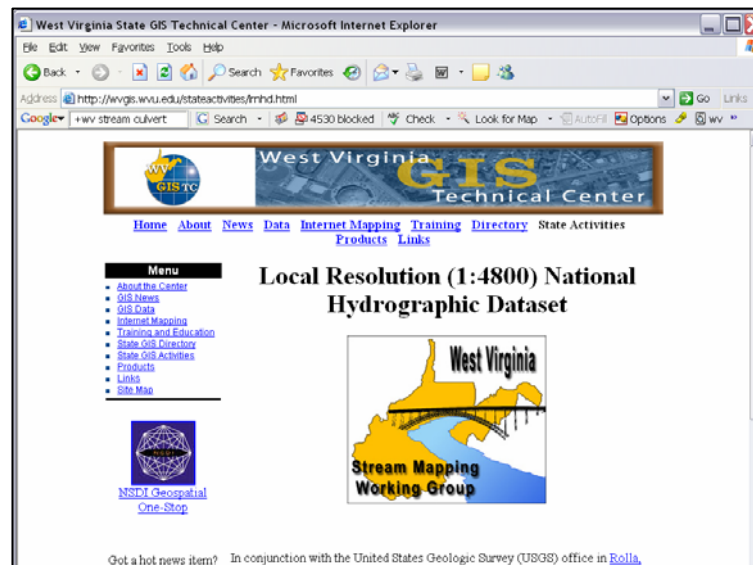 West Virginia State GIS Technical Center - Microsoft Internet Explorer
File Edit View Favorites Tools Help
Back Search Favorites
Address http://wvgis.wvu.edu/stateactivities/lrnhd.html Go Links
Google +wv stream culvert Search 4530 blocked Check Look for Map AutoFill Options wv
WV
GIS TC
West Virginia
GIS
Technical Center
Home About News Data Internet Mapping Training Directory State Activities
Products Links
Menu
About the Center
GIS News
GIS Data
Internet Mapping
Training and Education
State GIS Directory
State GIS Activities
Products
Links
Site Map
NSDI
NSDI Geospatial
One-Stop
Local Resolution (1:4800) National
Hydrographic Dataset
West Virginia
Stream Mapping
Working Group
Got a hot news item?
In conjunction with the United States Geologic Survey (USGS) office in Rolla,